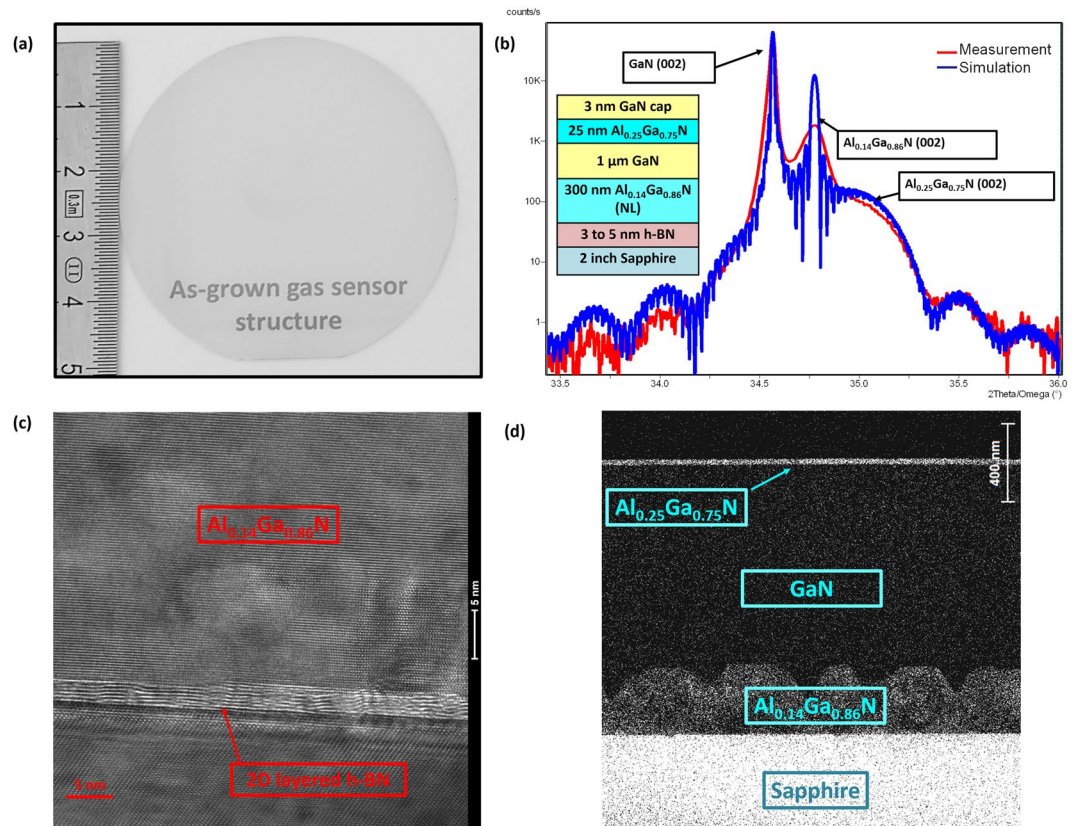 (a)
1
2
0.3m
3
II
4
5
As-grown gas sensor
structure
(b)
counts/s
10K
1K
100
10
1
33.5
34.0
34.5
35.0
35.5
36.0
2Theta/Omega (°)
Measurement
Simulation
GaN (002)
Al0.14Ga0.86N (002)
Al0.25Ga0.75N (002)
3 nm GaN cap
25 nm Al0.25Ga0.75N
1 µm GaN
300 nm Al0.14Ga0.86N
(NL)
3 to 5 nm h-BN
2 inch Sapphire
(c)
Al0.14Ga0.86N
5 nm
2D layered h-BN
5 nm
(d)
400 nm
Al0.25Ga0.75N
GaN
Al0.14Ga0.86N
Sapphire